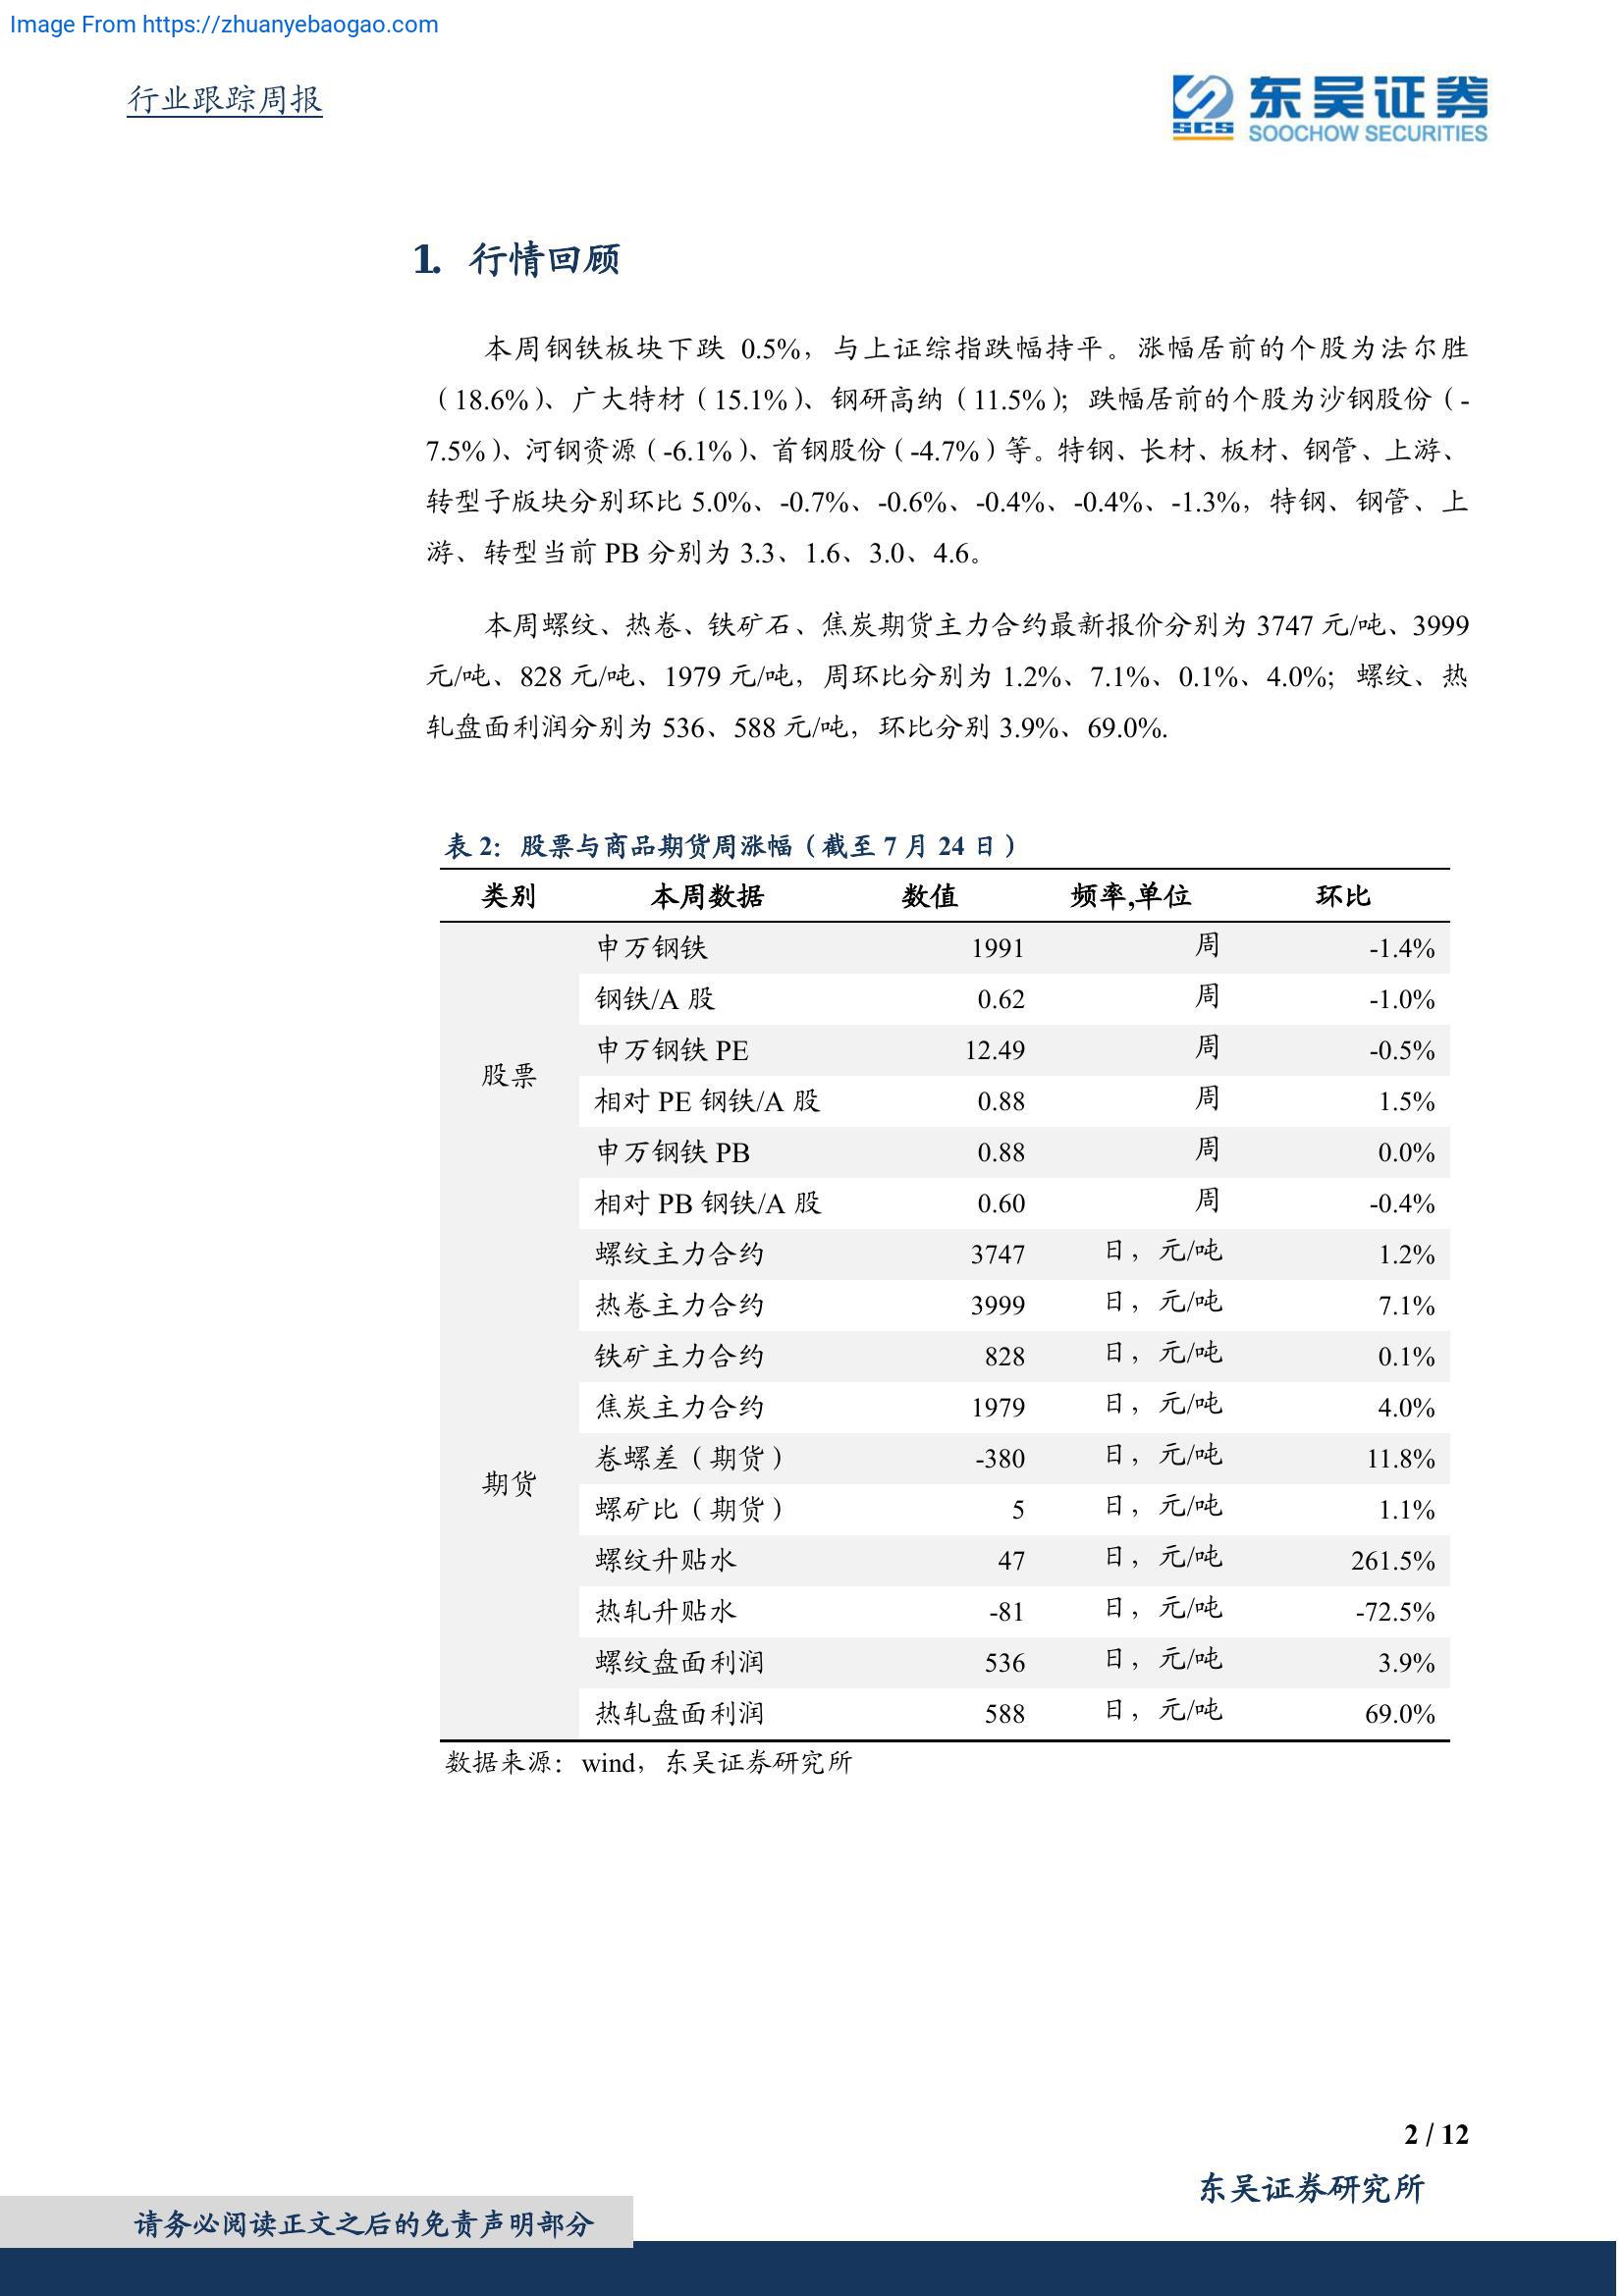 Image From https://zhuanyebaogao.com
行业跟踪周报
东吴证券
SCS
SOOCHOW SECURITIES
1. 行情回顾
本周钢铁板块下跌 0.5%，与上证综指跌幅持平。涨幅居前的个股为法尔胜
（18.6%）、广大特材（15.1%）、钢研高纳（11.5%）；跌幅居前的个股为沙钢股份（-
7.5%）、河钢资源（-6.1%）、首钢股份（-4.7%）等。特钢、长材、板材、钢管、上游、
转型子版块分别环比 5.0%、-0.7%、-0.6%、-0.4%、-0.4%、-1.3%，特钢、钢管、上
游、转型当前 PB 分别为 3.3、1.6、3.0、4.6。
本周螺纹、热卷、铁矿石、焦炭期货主力合约最新报价分别为 3747 元/吨、3999
元/吨、828 元/吨、1979 元/吨，周环比分别为 1.2%、7.1%、0.1%、4.0%；螺纹、热
轧盘面利润分别为 536、588 元/吨，环比分别 3.9%、69.0%.
表 2：股票与商品期货周涨幅（截至 7 月 24 日）
类别 本周数据 数值 频率,单位 环比
申万钢铁 1991 周 -1.4%
钢铁/A 股 0.62 周 -1.0%
申万钢铁 PE 12.49 周 -0.5%
股票
相对 PE 钢铁/A 股 0.88 周 1.5%
申万钢铁 PB 0.88 周 0.0%
相对 PB 钢铁/A 股 0.60 周 -0.4%
螺纹主力合约 3747 日，元/吨 1.2%
热卷主力合约 3999 日，元/吨 7.1%
铁矿主力合约 828 日，元/吨 0.1%
焦炭主力合约 1979 日，元/吨 4.0%
卷螺差（期货） -380 日，元/吨 11.8%
期货
螺矿比（期货） 5 日，元/吨 1.1%
螺纹升贴水 47 日，元/吨 261.5%
热轧升贴水 -81 日，元/吨 -72.5%
螺纹盘面利润 536 日，元/吨 3.9%
热轧盘面利润 588 日，元/吨 69.0%
数据来源：wind，东吴证券研究所
2 / 12
东吴证券研究所
请务必阅读正文之后的免责声明部分